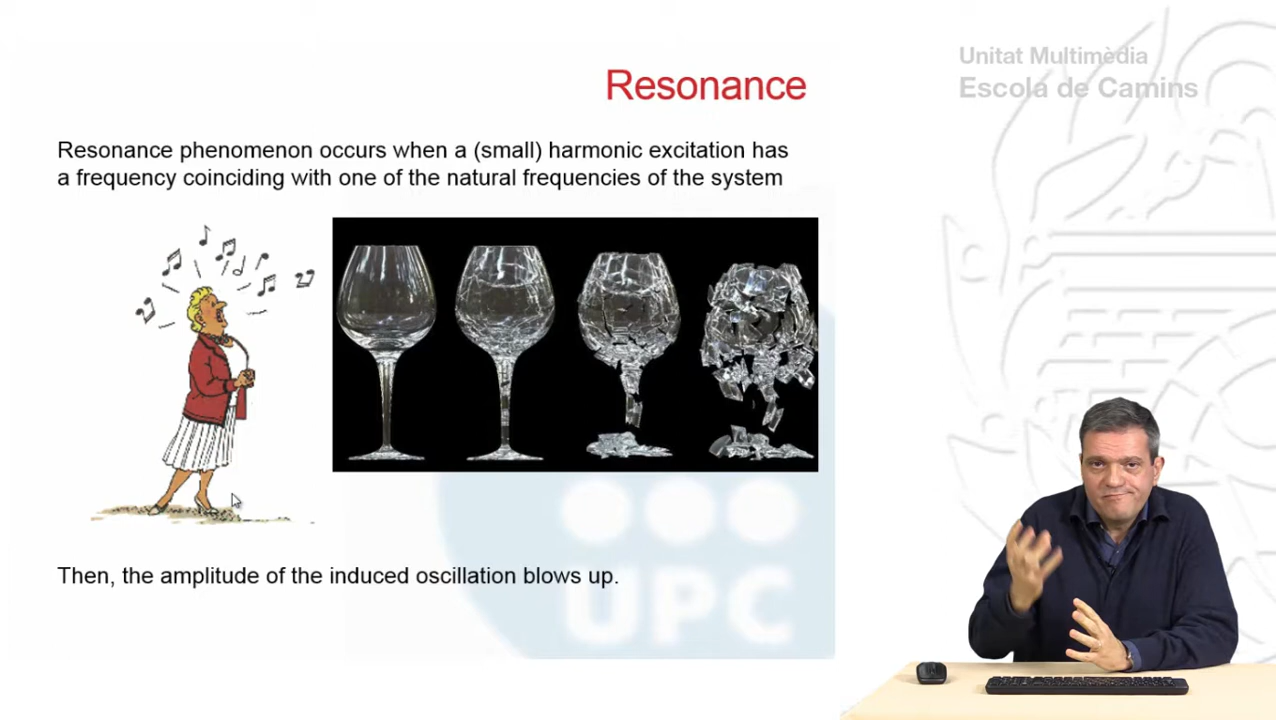 Unitat Multimèdia
Escola de Camins
Resonance
Resonance phenomenon occurs when a (small) harmonic excitation has
a frequency coinciding with one of the natural frequencies of the system
Then, the amplitude of the induced oscillation blows up.
UPC